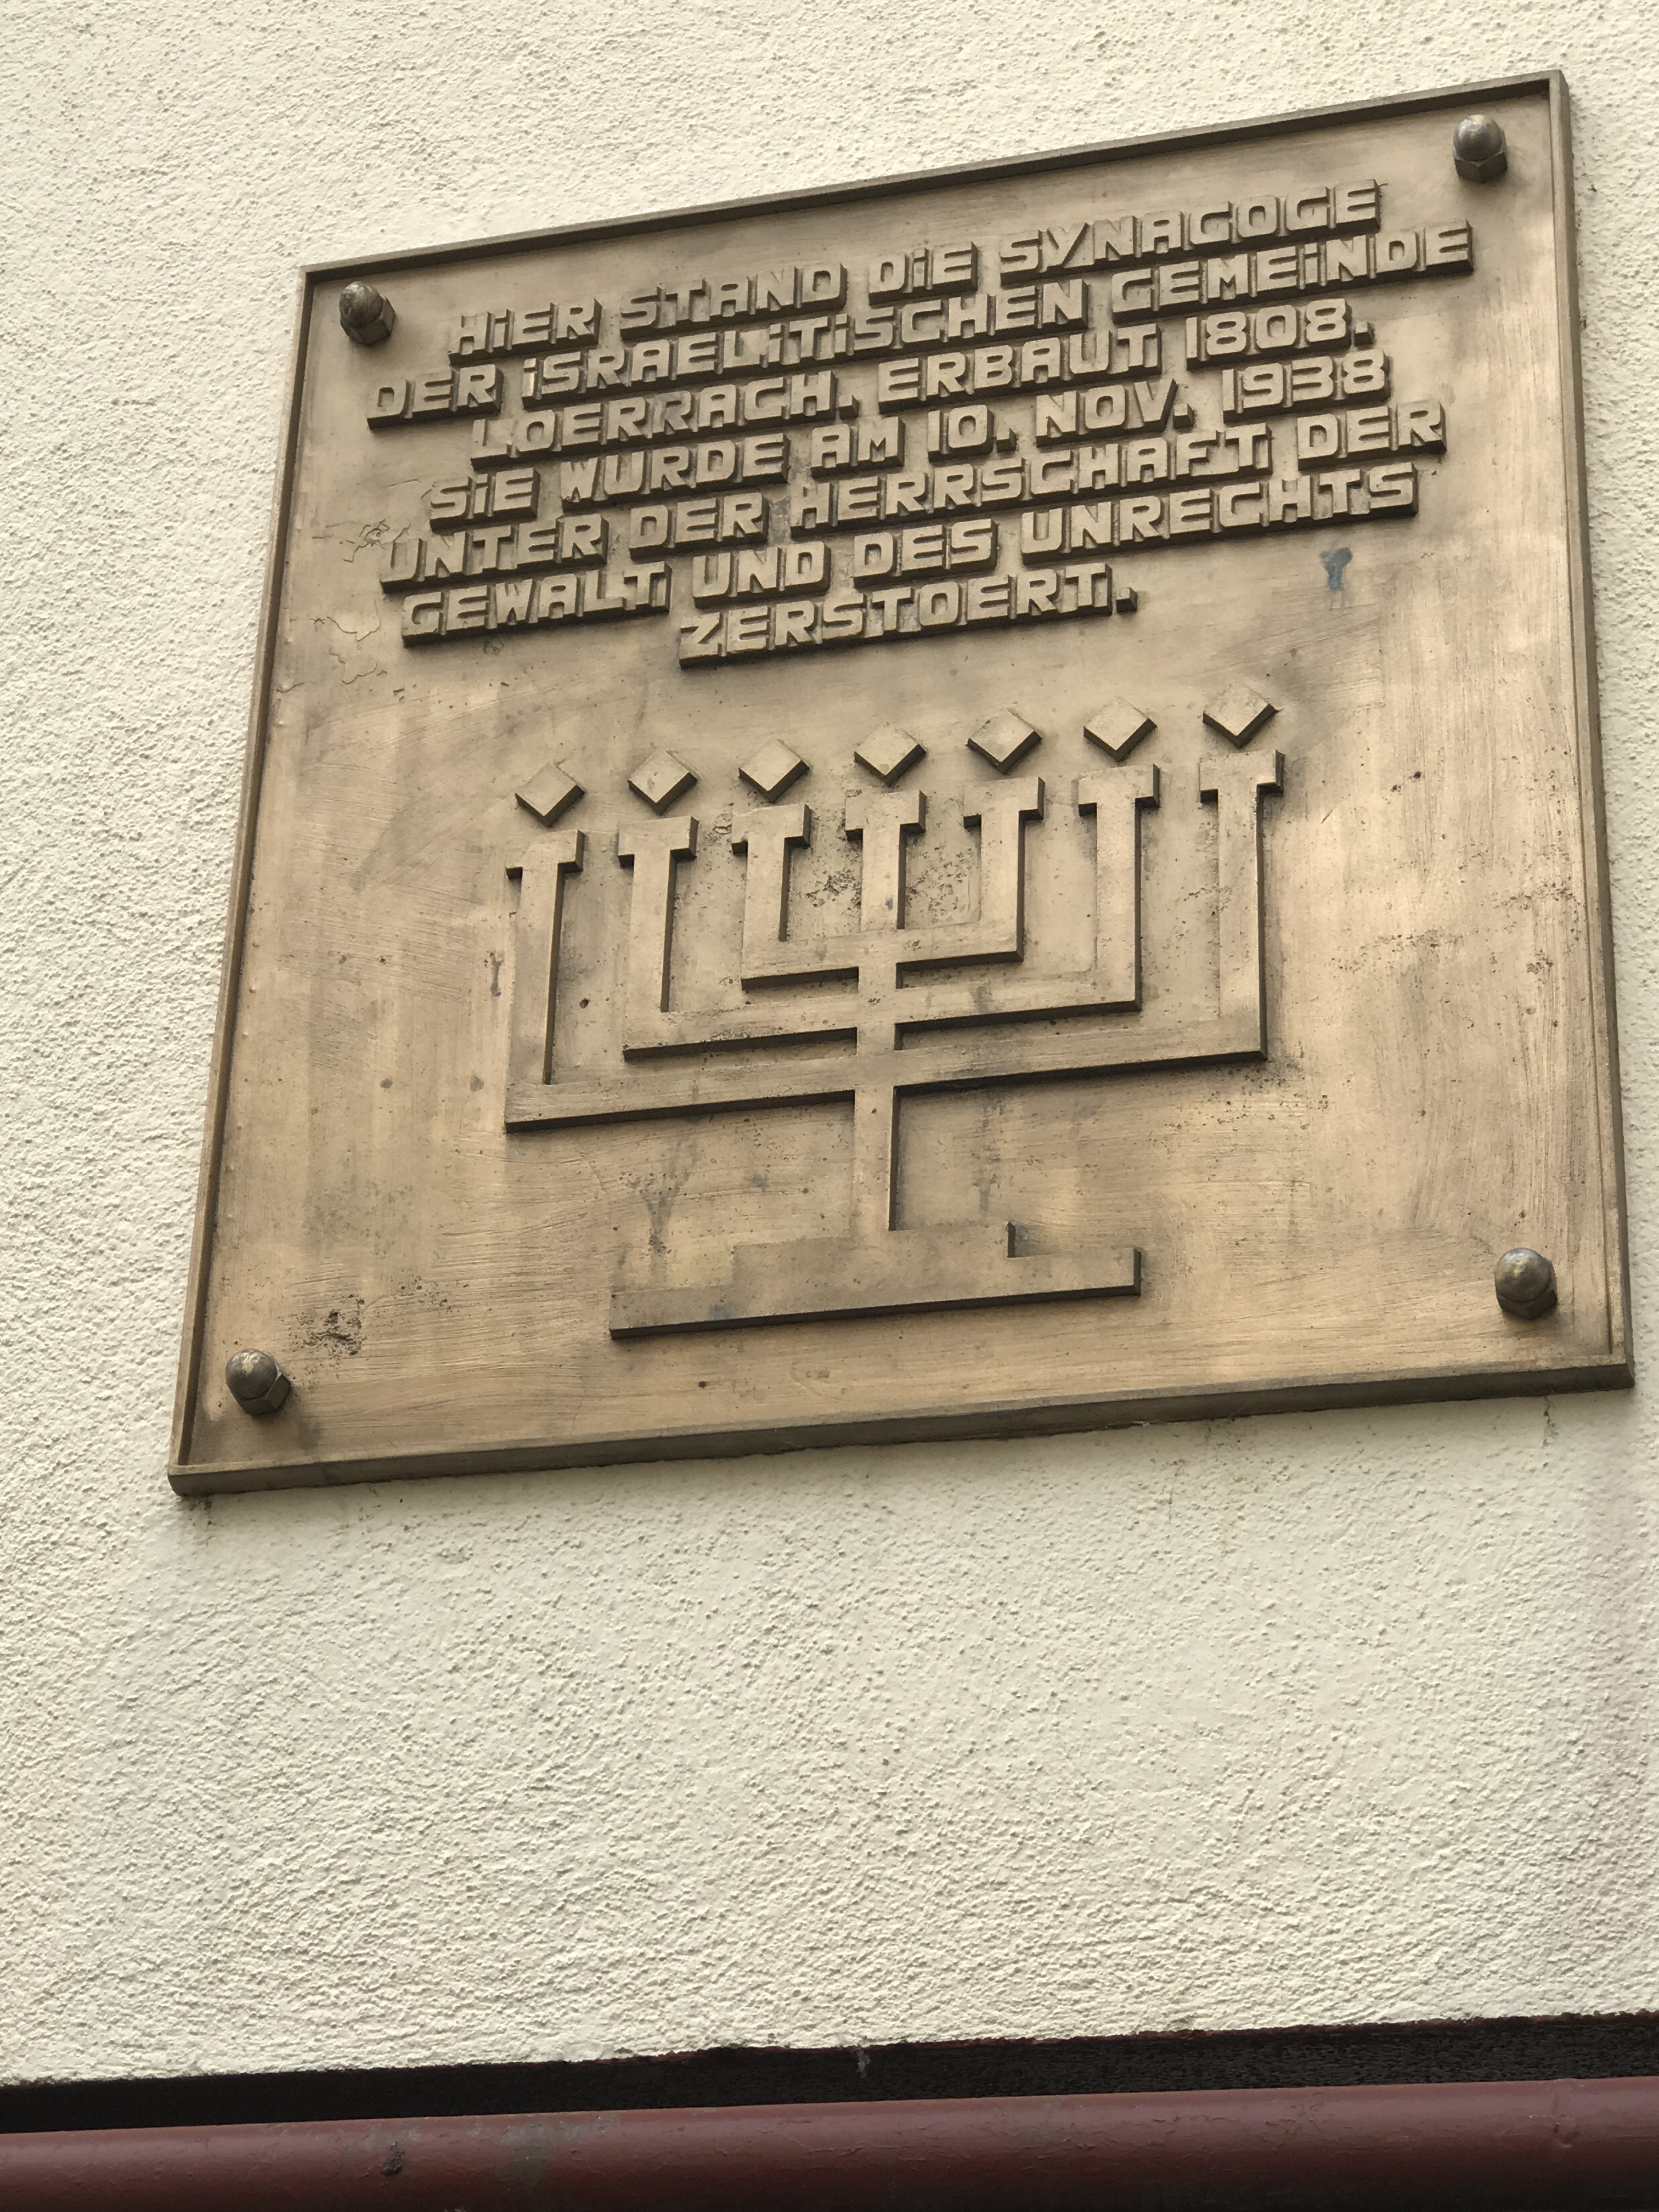 HiER STAND DiE SYNAGOGE
DER iSRAELiTiSCHEN GEMEiNDE
LOERRACH. ERBAUT 1808.
SiE WURDE AM 10. NOV. 1938
UNTER DER HERRSCHAFT DER
GEWALT UND DES UNRECHTS
ZERSTOERT.